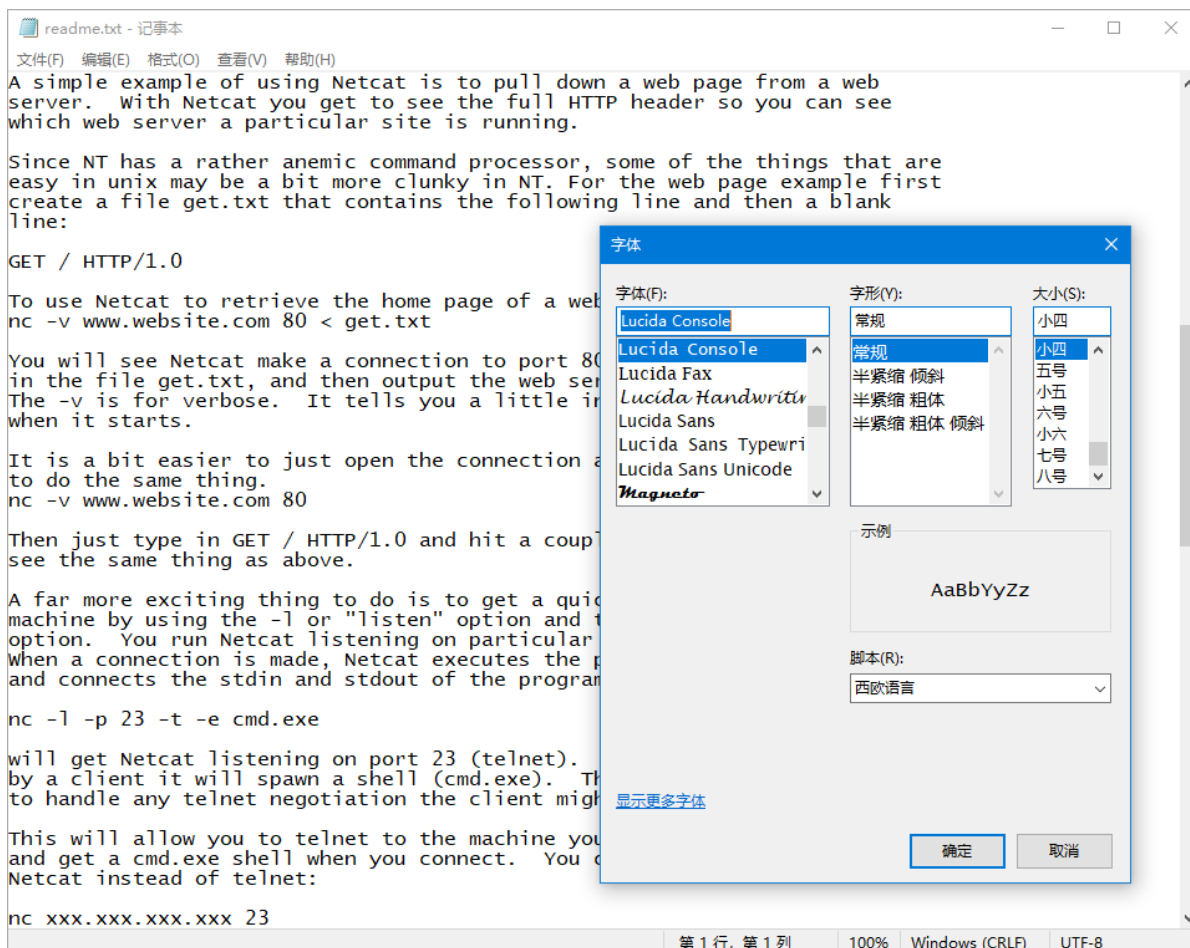 readme.txt - 记事本
文件(F) 编辑(E) 格式(O) 查看(V) 帮助(H)
A simple example of using Netcat is to pull down a web page from a web
server.  With Netcat you get to see the full HTTP header so you can see
which web server a particular site is running.
Since NT has a rather anemic command processor, some of the things that are
easy in unix may be a bit more clunky in NT. For the web page example first
create a file get.txt that contains the following line and then a blank
line:
GET / HTTP/1.0
To use Netcat to retrieve the home page of a web
nc -v www.website.com 80 < get.txt
You will see Netcat make a connection to port 80
in the file get.txt, and then output the web ser
The -v is for verbose.  It tells you a little in
when it starts.
It is a bit easier to just open the connection a
to do the same thing.
nc -v www.website.com 80
Then just type in GET / HTTP/1.0 and hit a coupl
see the same thing as above.
A far more exciting thing to do is to get a quic
machine by using the -l or "listen" option and t
option.  You run Netcat listening on particular
When a connection is made, Netcat executes the p
and connects the stdin and stdout of the program
nc -l -p 23 -t -e cmd.exe
will get Netcat listening on port 23 (telnet).
by a client it will spawn a shell (cmd.exe).  Th
to handle any telnet negotiation the client migh
This will allow you to telnet to the machine you
and get a cmd.exe shell when you connect.  You c
Netcat instead of telnet:
nc xxx.xxx.xxx.xxx 23
字体
字体(F):
Lucida Console
Lucida Console
Lucida Fax
Lucida Handwritin
Lucida Sans
Lucida Sans Typewri
Lucida Sans Unicode
Magneto
字形(Y):
常规
常规
半紧缩 倾斜
半紧缩 粗体
半紧缩 粗体 倾斜
大小(S):
小四
小四
五号
小五
六号
小六
七号
八号
示例
AaBbYyZz
脚本(R):
西欧语言
显示更多字体
确定 取消
第 1 行，第 1 列 100% Windows (CRLF) UTF-8